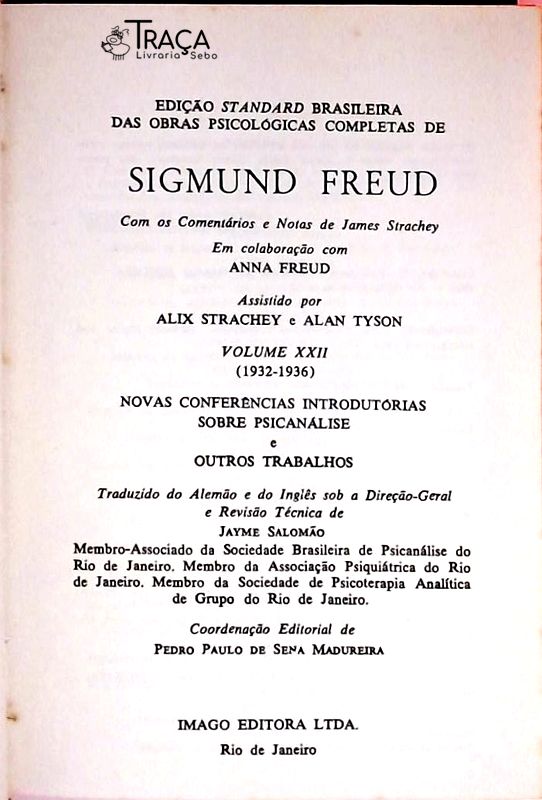 TRAÇA
Livraria Sebo
EDIÇÃO STANDARD BRASILEIRA
DAS OBRAS PSICOLÓGICAS COMPLETAS DE
SIGMUND FREUD
Com os Comentários e Notas de James Strachey
Em colaboração com
ANNA FREUD
Assistido por
ALIX STRACHEY e ALAN TYSON
VOLUME XXII
(1932-1936)
NOVAS CONFERÊNCIAS INTRODUTÓRIAS
SOBRE PSICANÁLISE
e
OUTROS TRABALHOS
Traduzido do Alemão e do Inglês sob a Direção-Geral
e Revisão Técnica de
JAYME SALOMÃO
Membro-Associado da Sociedade Brasileira de Psicanálise do
Rio de Janeiro. Membro da Associação Psiquiátrica do Rio
de Janeiro. Membro da Sociedade de Psicoterapia Analítica
de Grupo do Rio de Janeiro.
Coordenação Editorial de
PEDRO PAULO DE SENA MADUREIRA
IMAGO EDITORA LTDA.
Rio de Janeiro